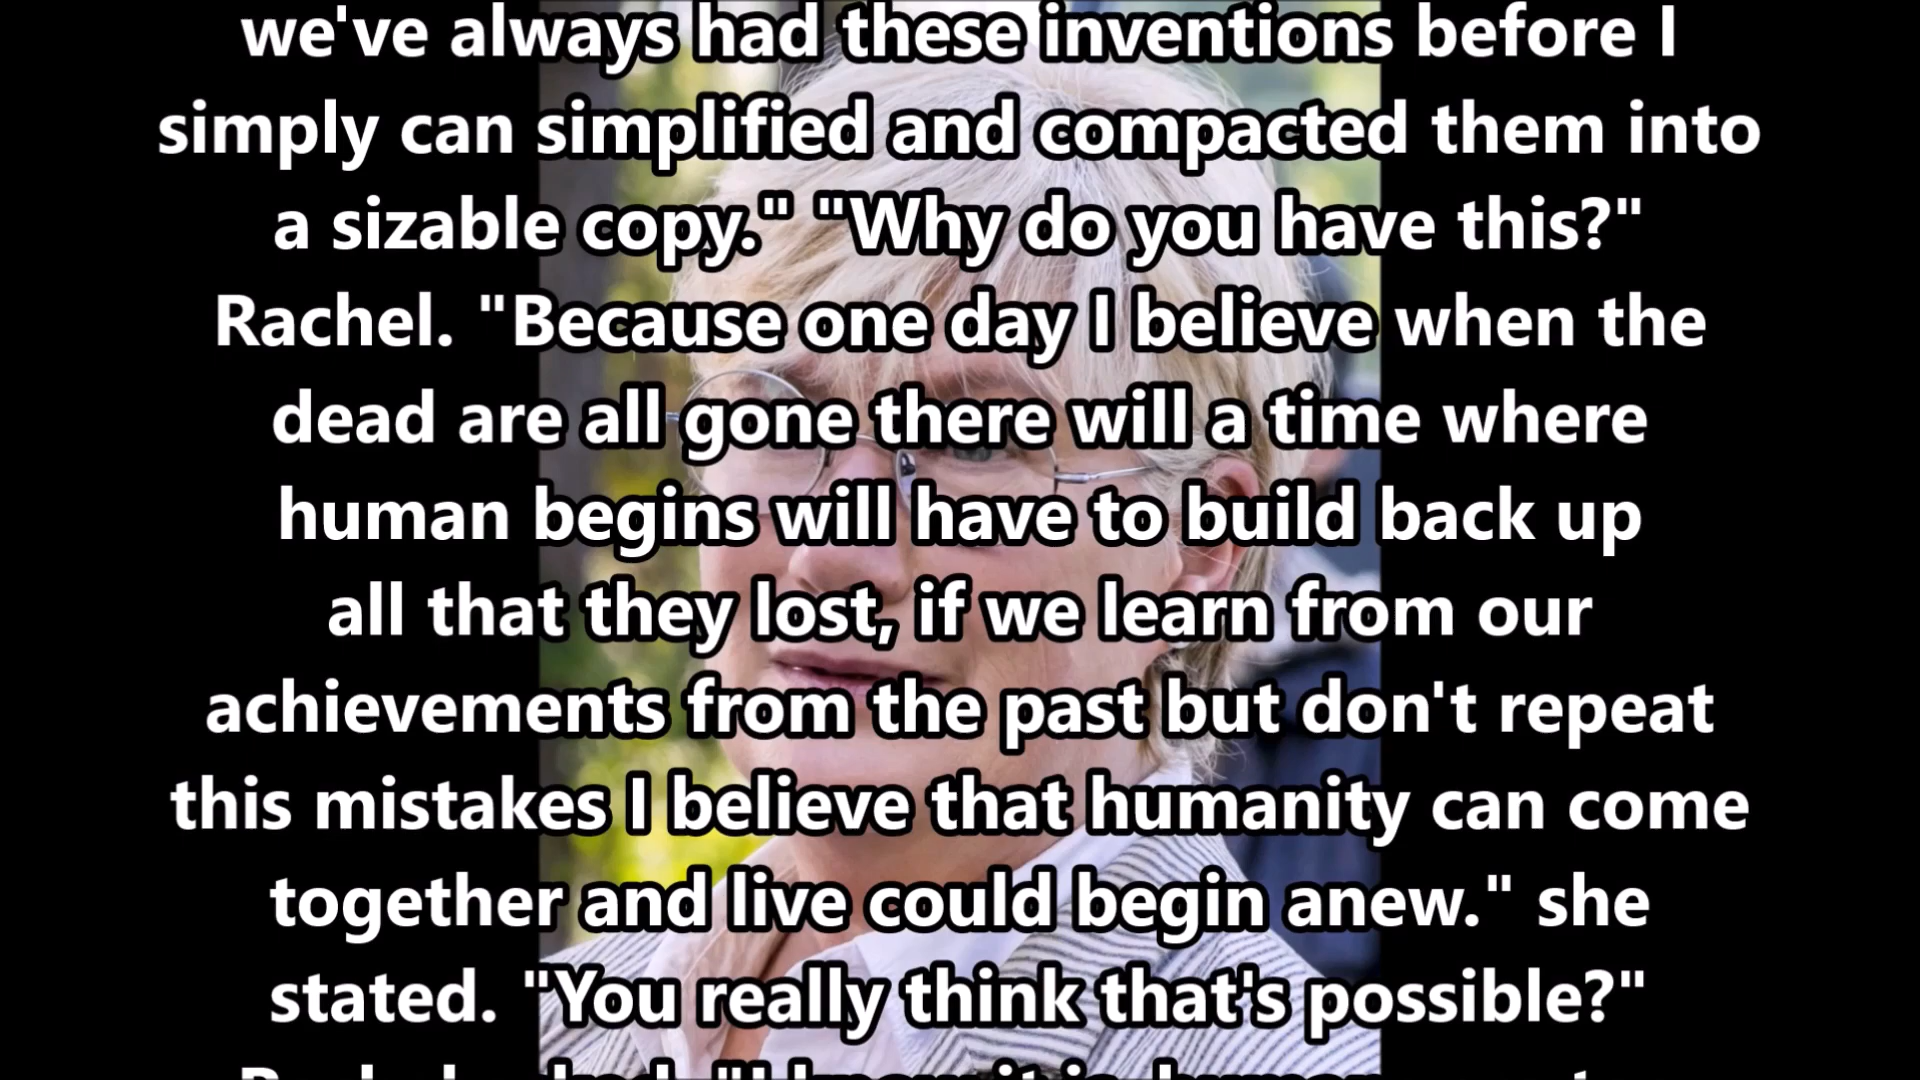 we've always had these inventions before I
simply can simplified and compacted them into
a sizable copy." "Why do you have this?"
Rachel. "Because one day I believe when the
dead are all gone there will a time where
human begins will have to build back up
all that they lost, if we learn from our
achievements from the past but don't repeat
this mistakes I believe that humanity can come
together and live could begin anew." she
stated. "You really think that's possible?"